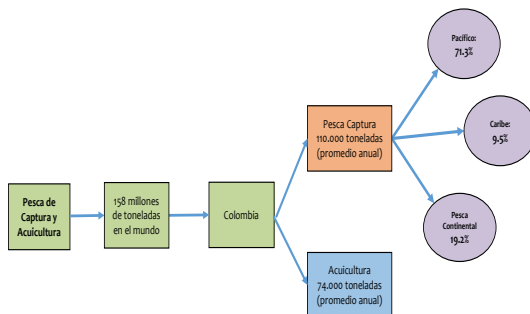 Pacífico:
71.3%
Pesca Captura
110.000 toneladas
(promedio anual)
Caribe:
9.5%
Pesca de
Captura y
Acuicultura
158 millones
de toneladas
en el mundo
Colombia
Pesca
Continental
19.2%
Acuicultura
74.000 toneladas
(promedio anual)